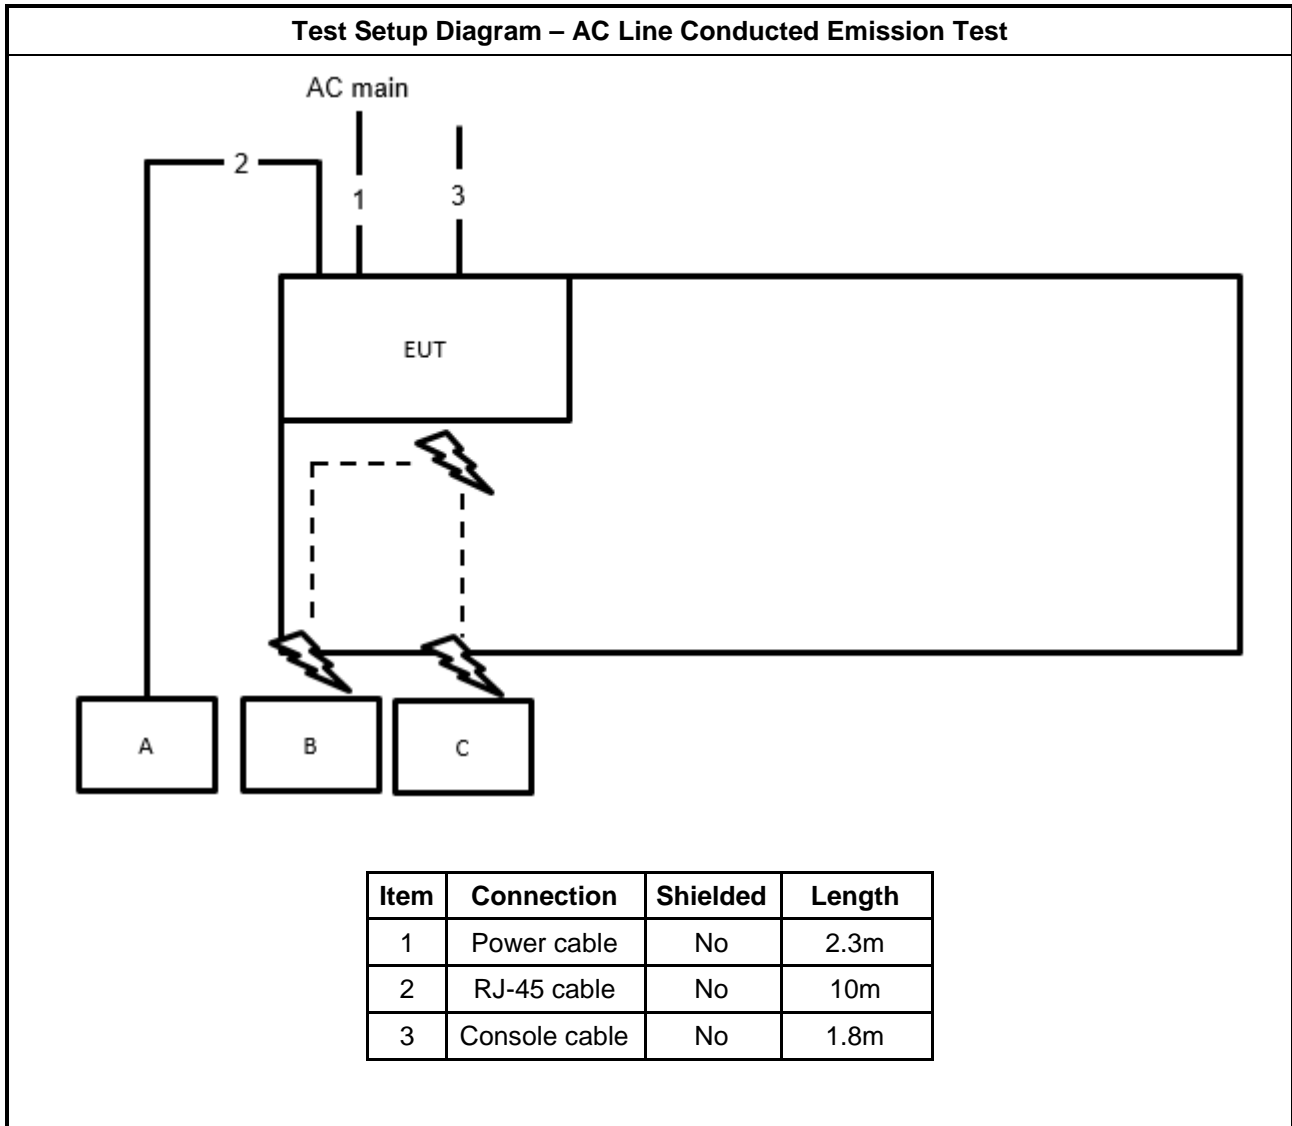 Test Setup Diagram – AC Line Conducted Emission Test
AC main
2
1
3
EUT
A
B
C
Item Connection Shielded Length
1 Power cable No 2.3m
2 RJ-45 cable No 10m
3 Console cable No 1.8m